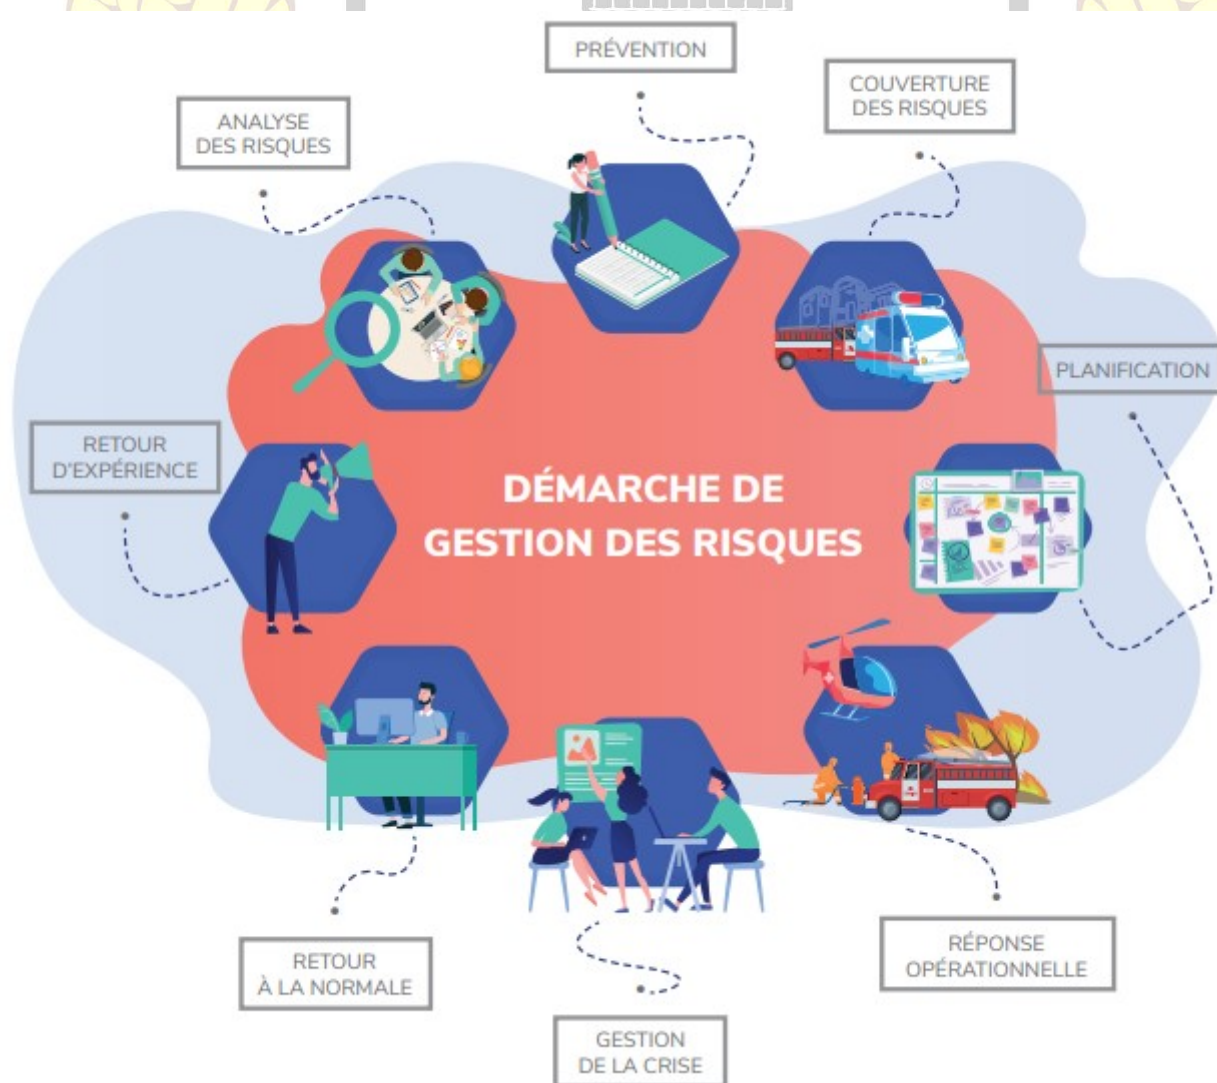 PRÉVENTION
COUVERTURE
DES RISQUES
ANALYSE
DES RISQUES
PLANIFICATION
RETOUR
D'EXPÉRIENCE
DÉMARCHE DE
GESTION DES RISQUES
RÉPONSE
OPÉRATIONNELLE
RETOUR
À LA NORMALE
GESTION
DE LA CRISE